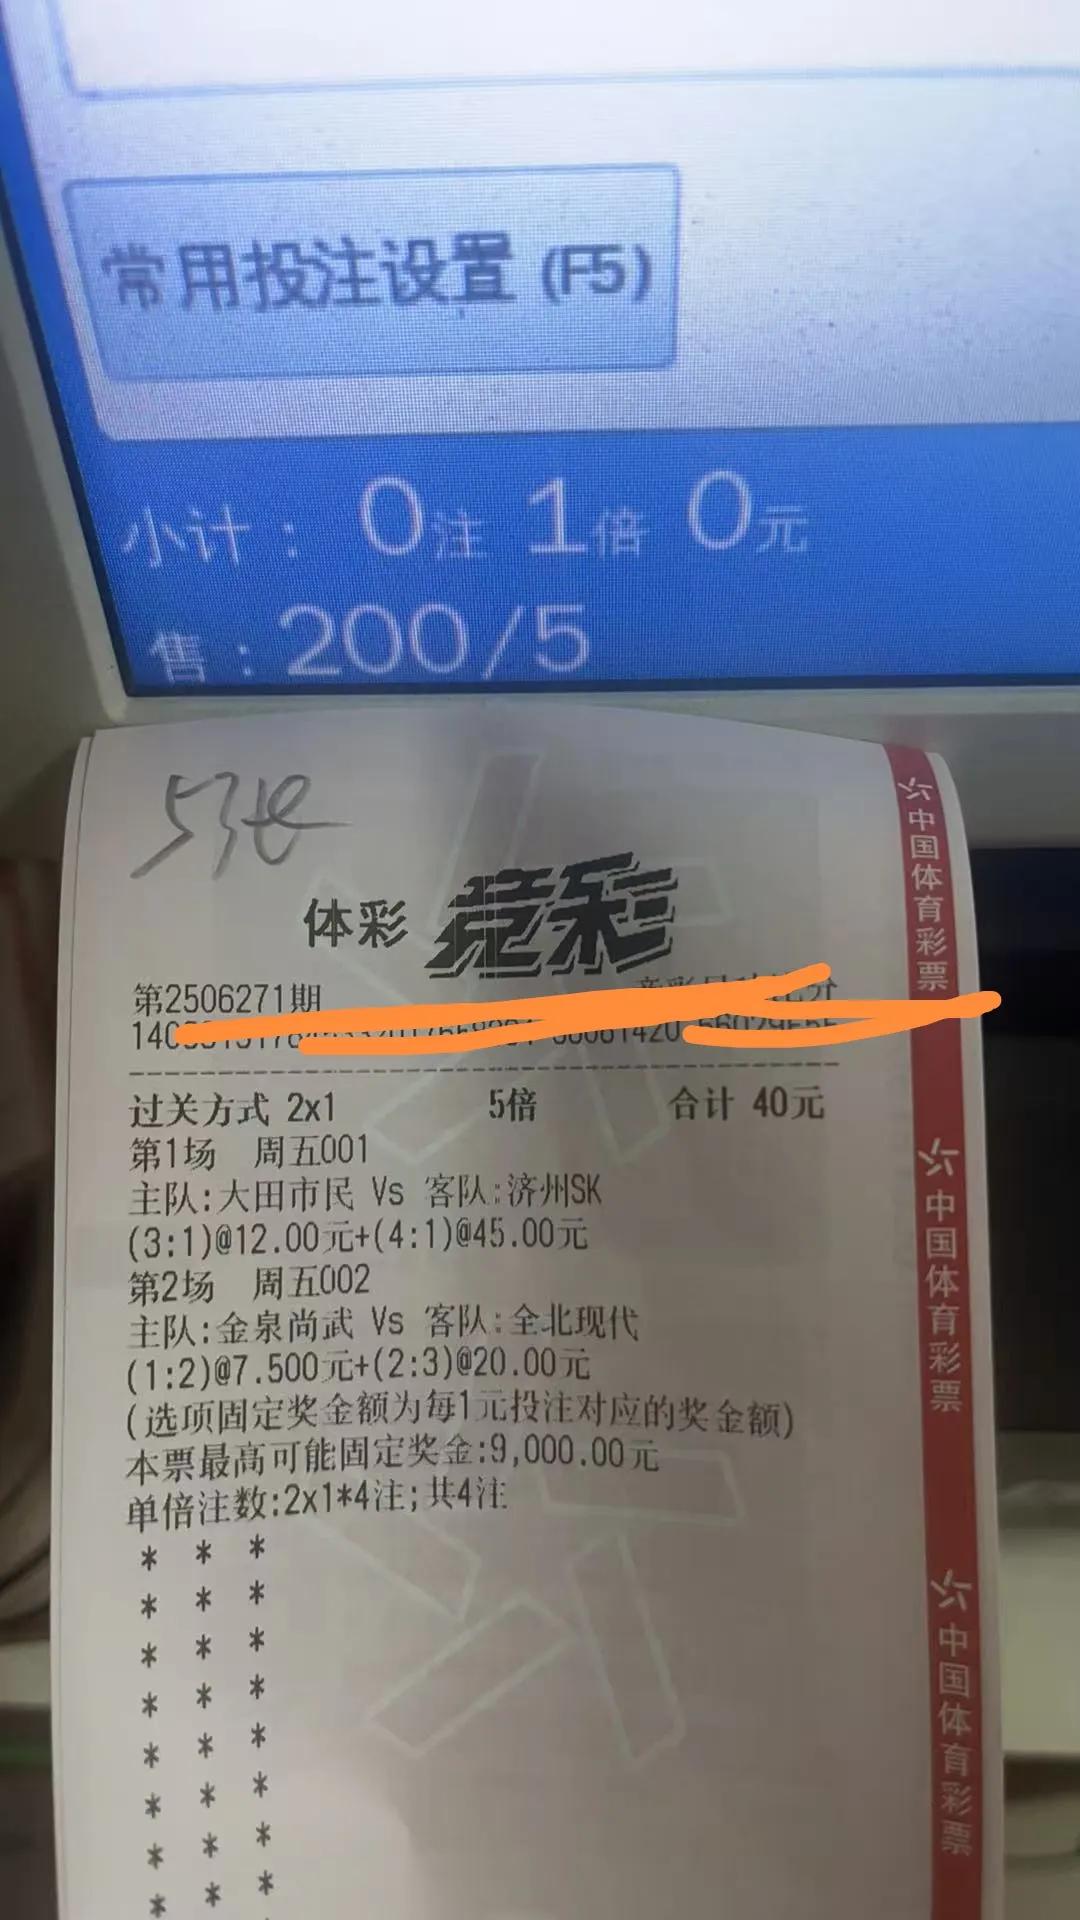 常用投注设置 (F5)
小计： 0注 1倍 0元
售：200/5
5张
体彩 竞彩
第2506271期
过关方式 2x1 5倍 合计 40元
第1场 周五001
主队:大田市民 Vs 客队:济州SK
(3:1)@12.00元+(4:1)@45.00元
第2场 周五002
主队:金泉尚武 Vs 客队:全北现代
(1:2)@7.500元+(2:3)@20.00元
(选项固定奖金额为每1元投注对应的奖金额)
本票最高可能固定奖金:9,000.00元
单倍注数:2x1*4注;共4注
* * *
* * *
* * *
* * *
* * *
* * *
* * *
* * *
中国体育彩票
中国体育彩票
中国体育彩票